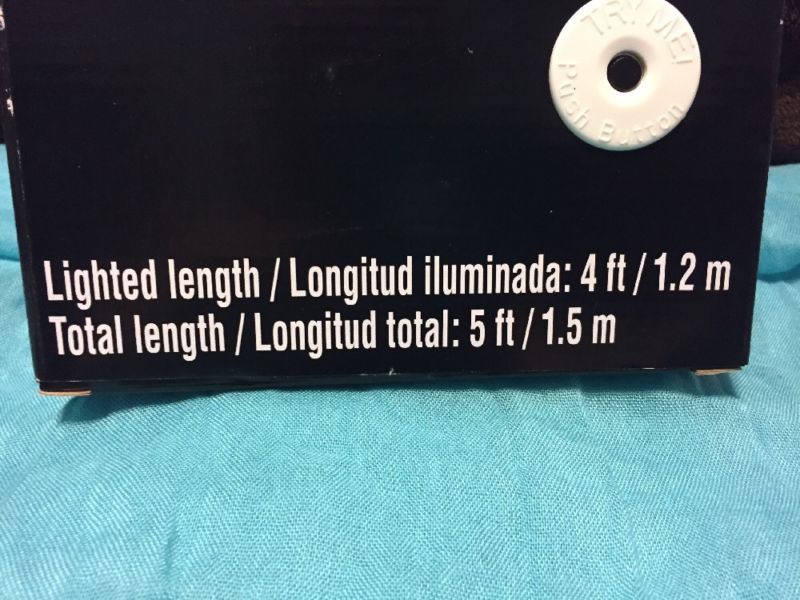 TRY ME!
Push Button
Lighted length / Longitud iluminada: 4 ft / 1.2 m
Total length / Longitud total: 5 ft / 1.5 m